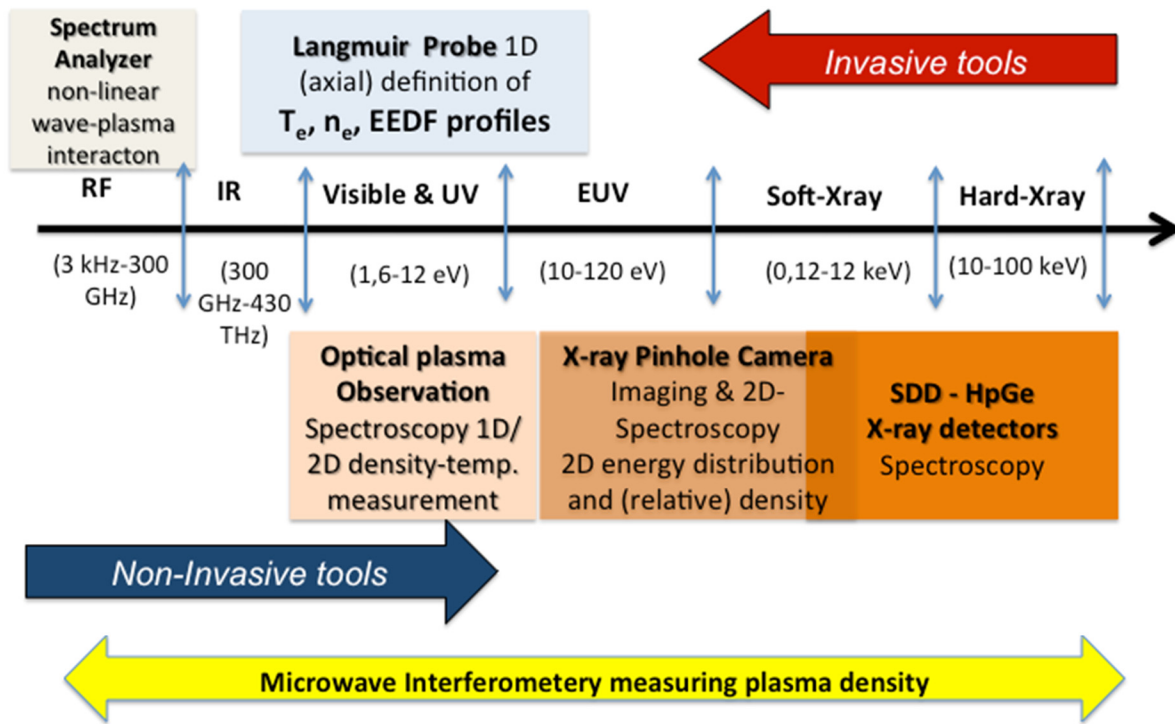 Spectrum
Analyzer
non-linear
wave-plasma
interacton
Langmuir Probe 1D
(axial) definition of
Te, ne, EEDF profiles
Invasive tools
RF
IR
Visible & UV
EUV
Soft-Xray
Hard-Xray
(3 kHz-300
GHz)
(300
GHz-430
THz)
(1,6-12 eV)
(10-120 eV)
(0,12-12 keV)
(10-100 keV)
Optical plasma
Observation
Spectroscopy 1D/
2D density-temp.
measurement
X-ray Pinhole Camera
Imaging & 2D-
Spectroscopy
2D energy distribution
and (relative) density
SDD - HpGe
X-ray detectors
Spectroscopy
Non-Invasive tools
Microwave Interferometery measuring plasma density